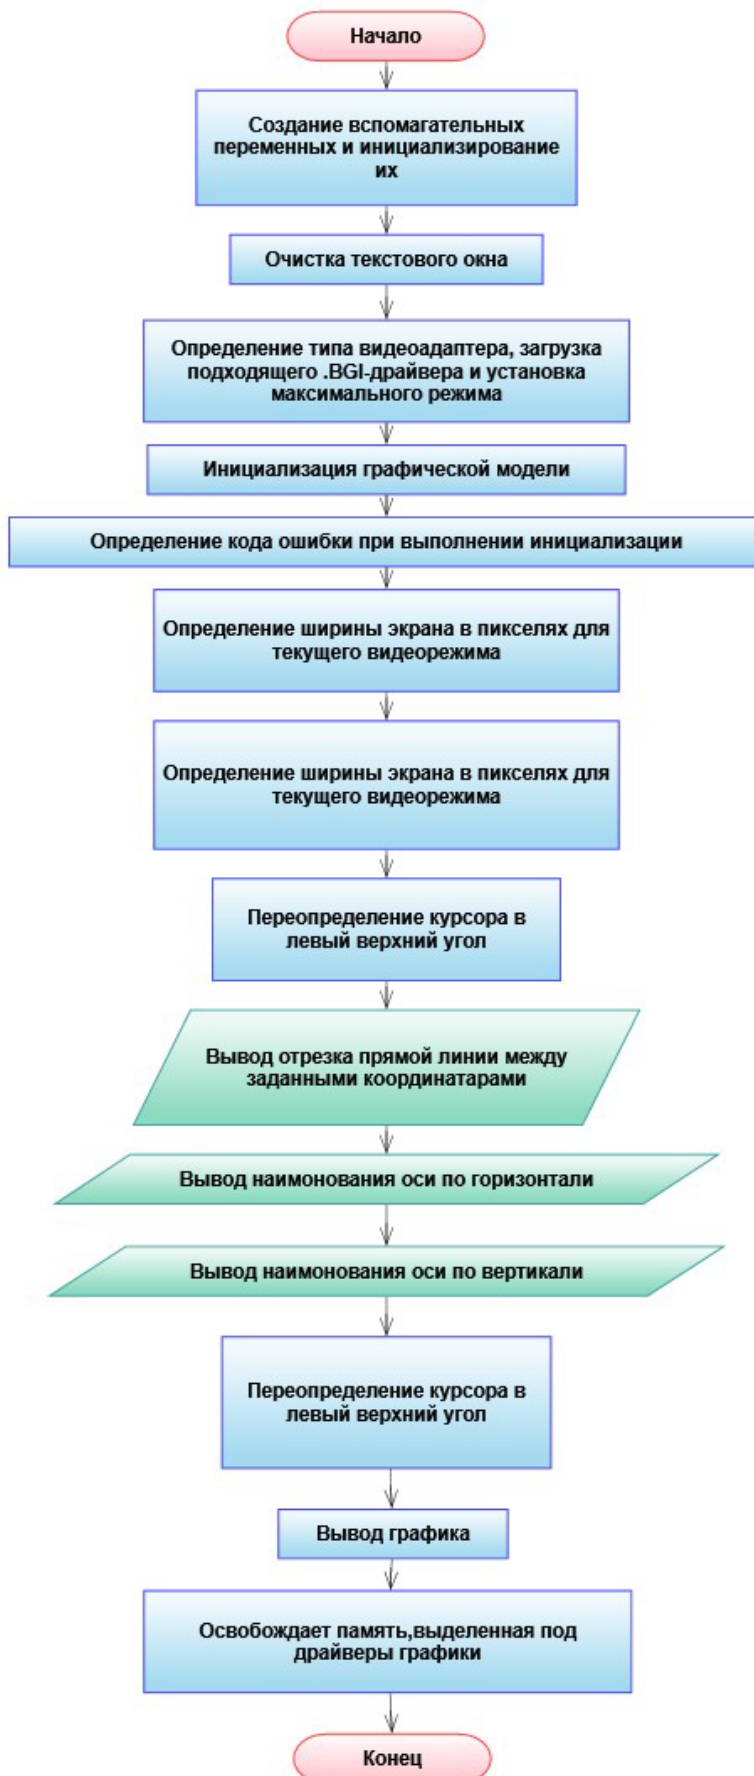 Начало
Создание вспомагательных
переменных и инициализирование
их
Очистка текстового окна
Определение типа видеоадаптера, загрузка
подходящего .BGI-драйвера и установка
максимального режима
Инициализация графической модели
Определение кода ошибки при выполнении инициализации
Определение ширины экрана в пикселях для
текущего видеорежима
Определение ширины экрана в пикселях для
текущего видеорежима
Переопределение курсора в
левый верхний угол
Вывод отрезка прямой линии между
заданными координатарами
Вывод наимонования оси по горизонтали
Вывод наимонования оси по вертикали
Переопределение курсора в
левый верхний угол
Вывод графика
Освобождает память,выделенная под
драйверы графики
Конец